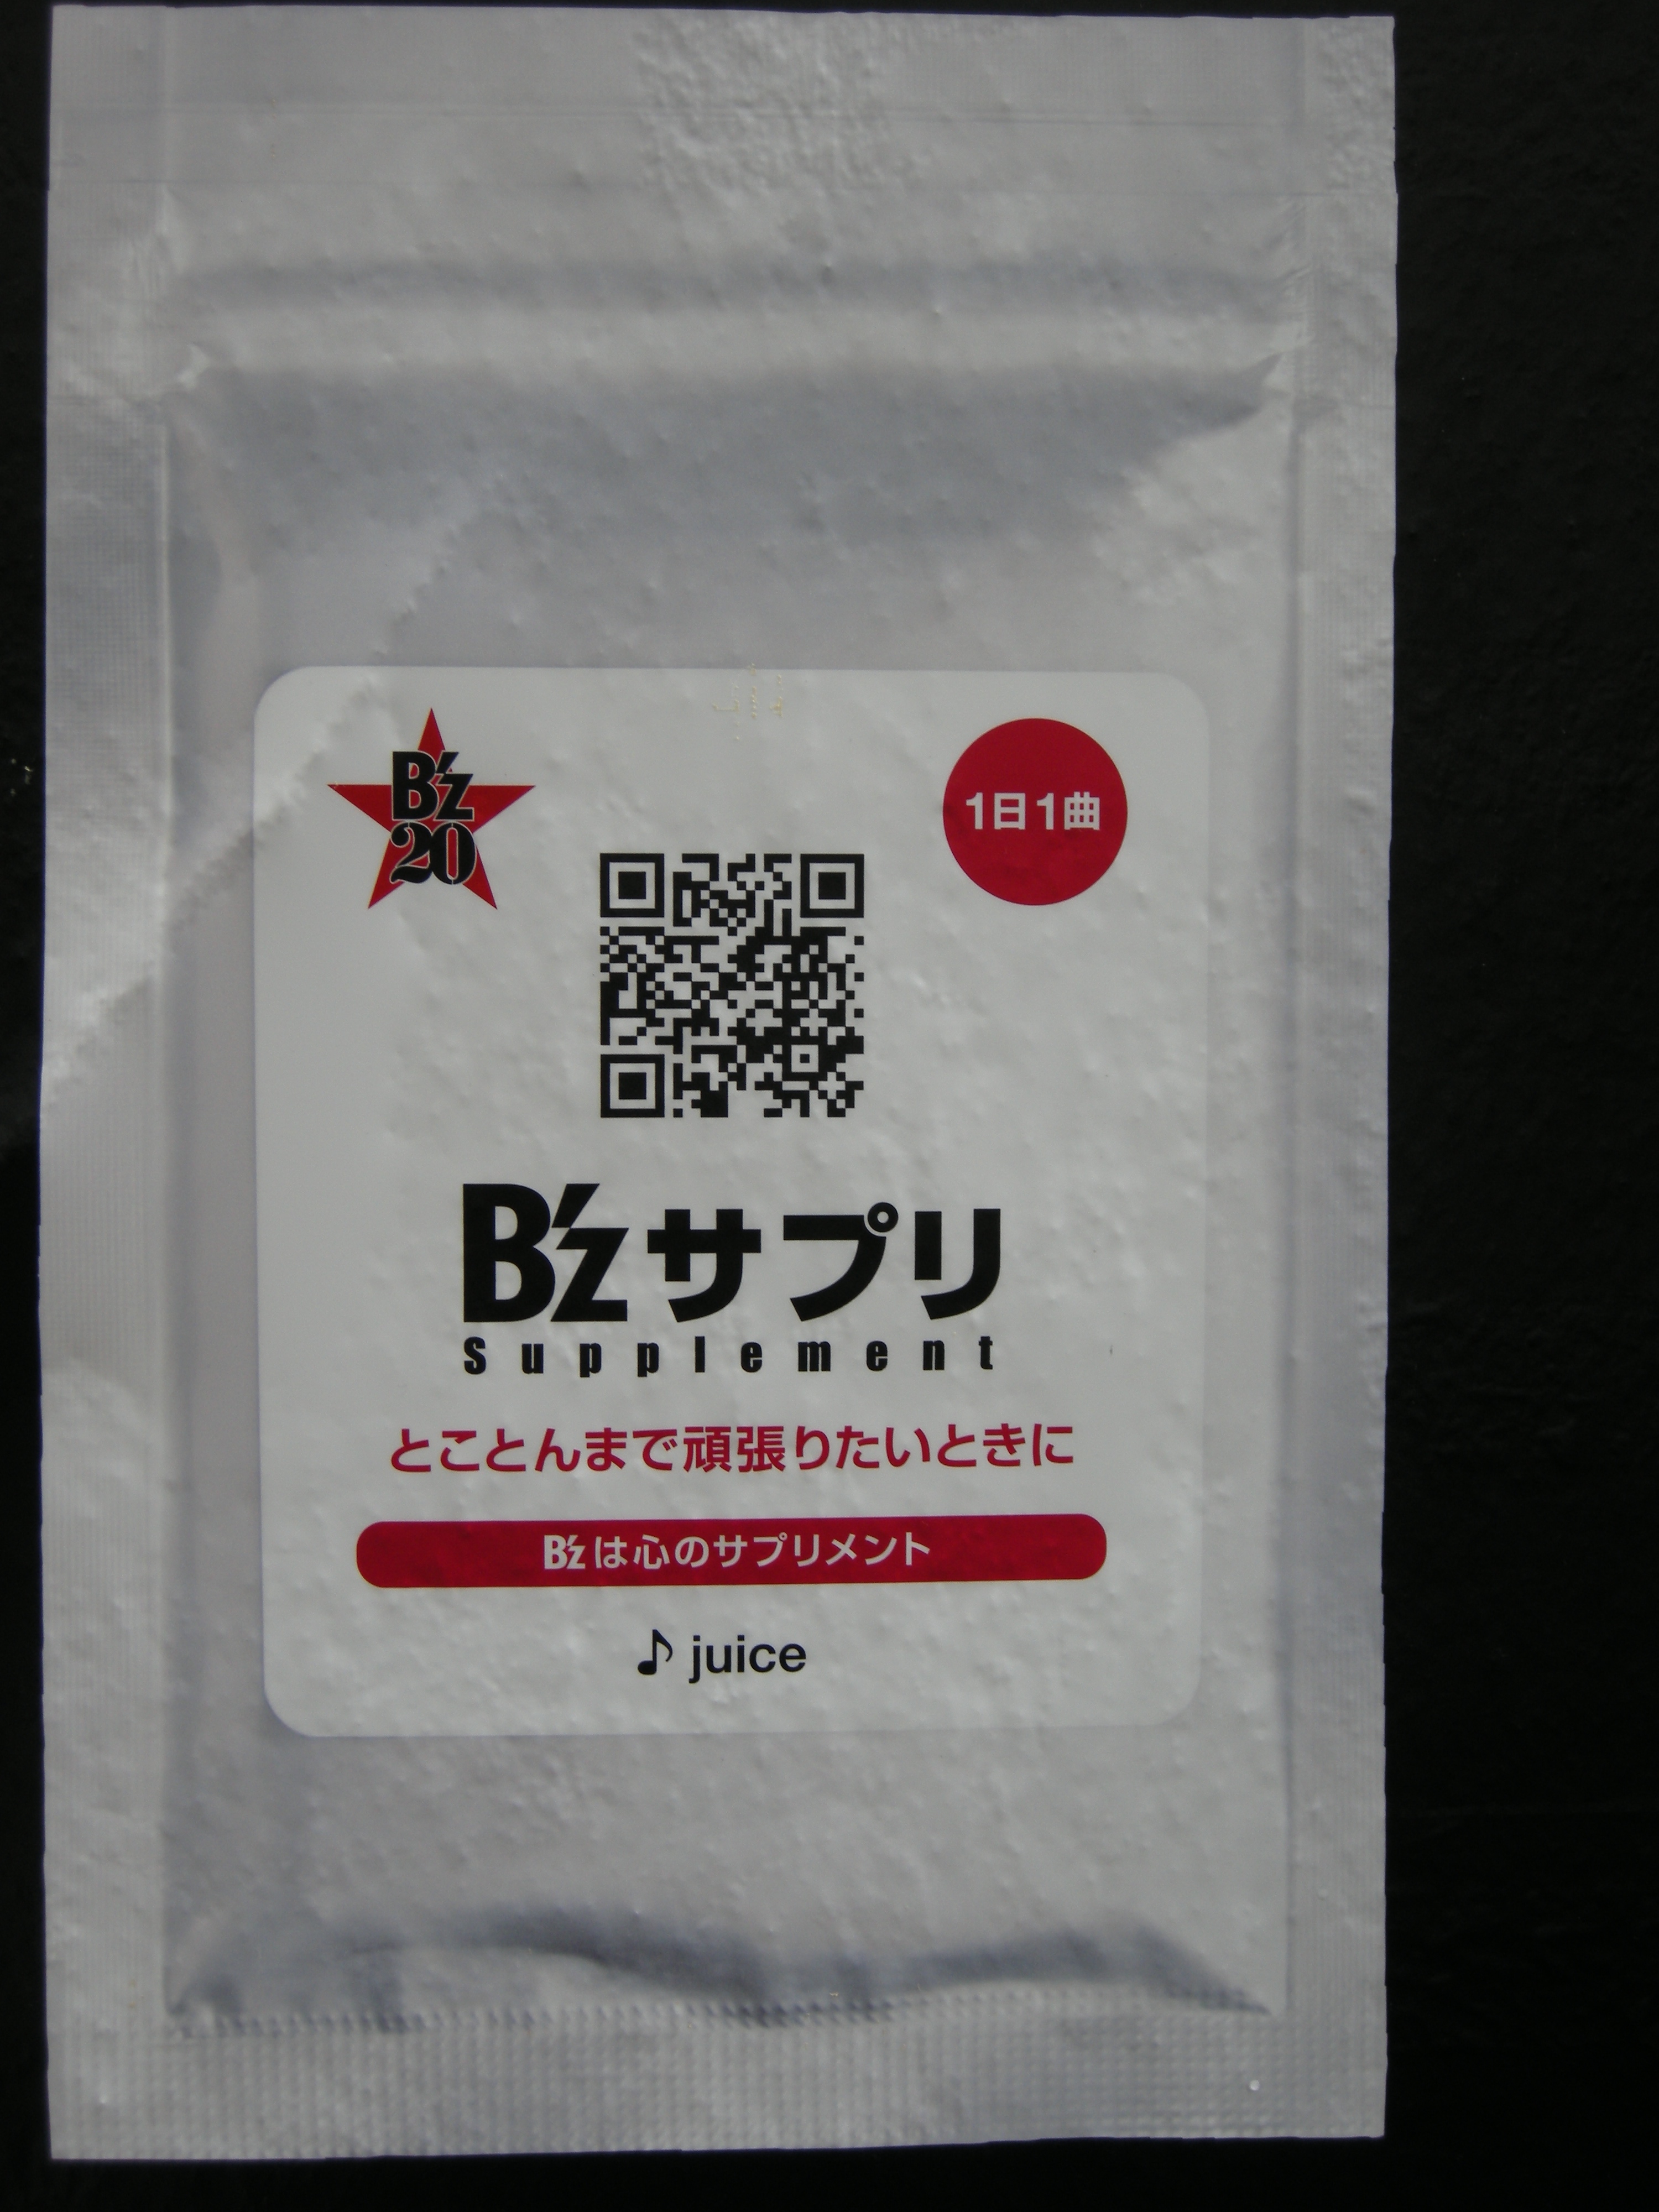 B'z
20
1日1曲
B'zサプリ
Supplement
とことんまで頑張りたいときに
B'zは心のサプリメント
♪ juice